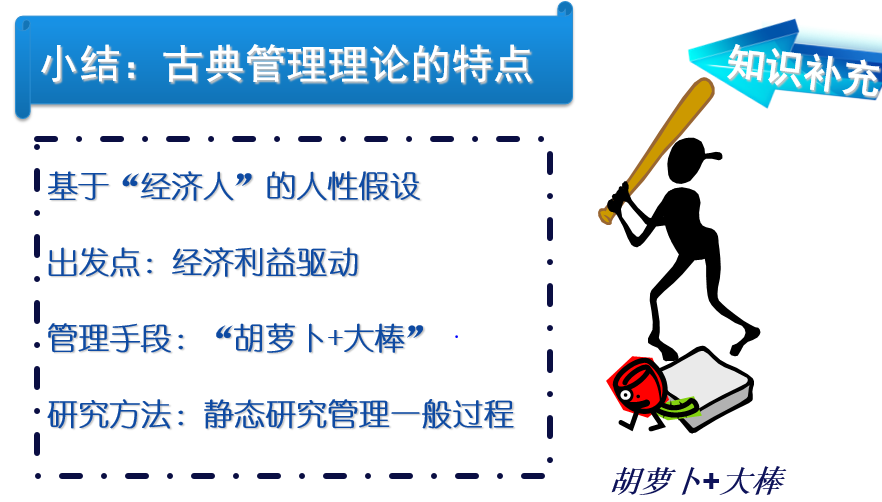 小结：古典管理理论的特点
知识补充
基于“经济人”的人性假设
出发点：经济利益驱动
管理手段：“胡萝卜+大棒”
研究方法：静态研究管理一般过程
胡萝卜+大棒